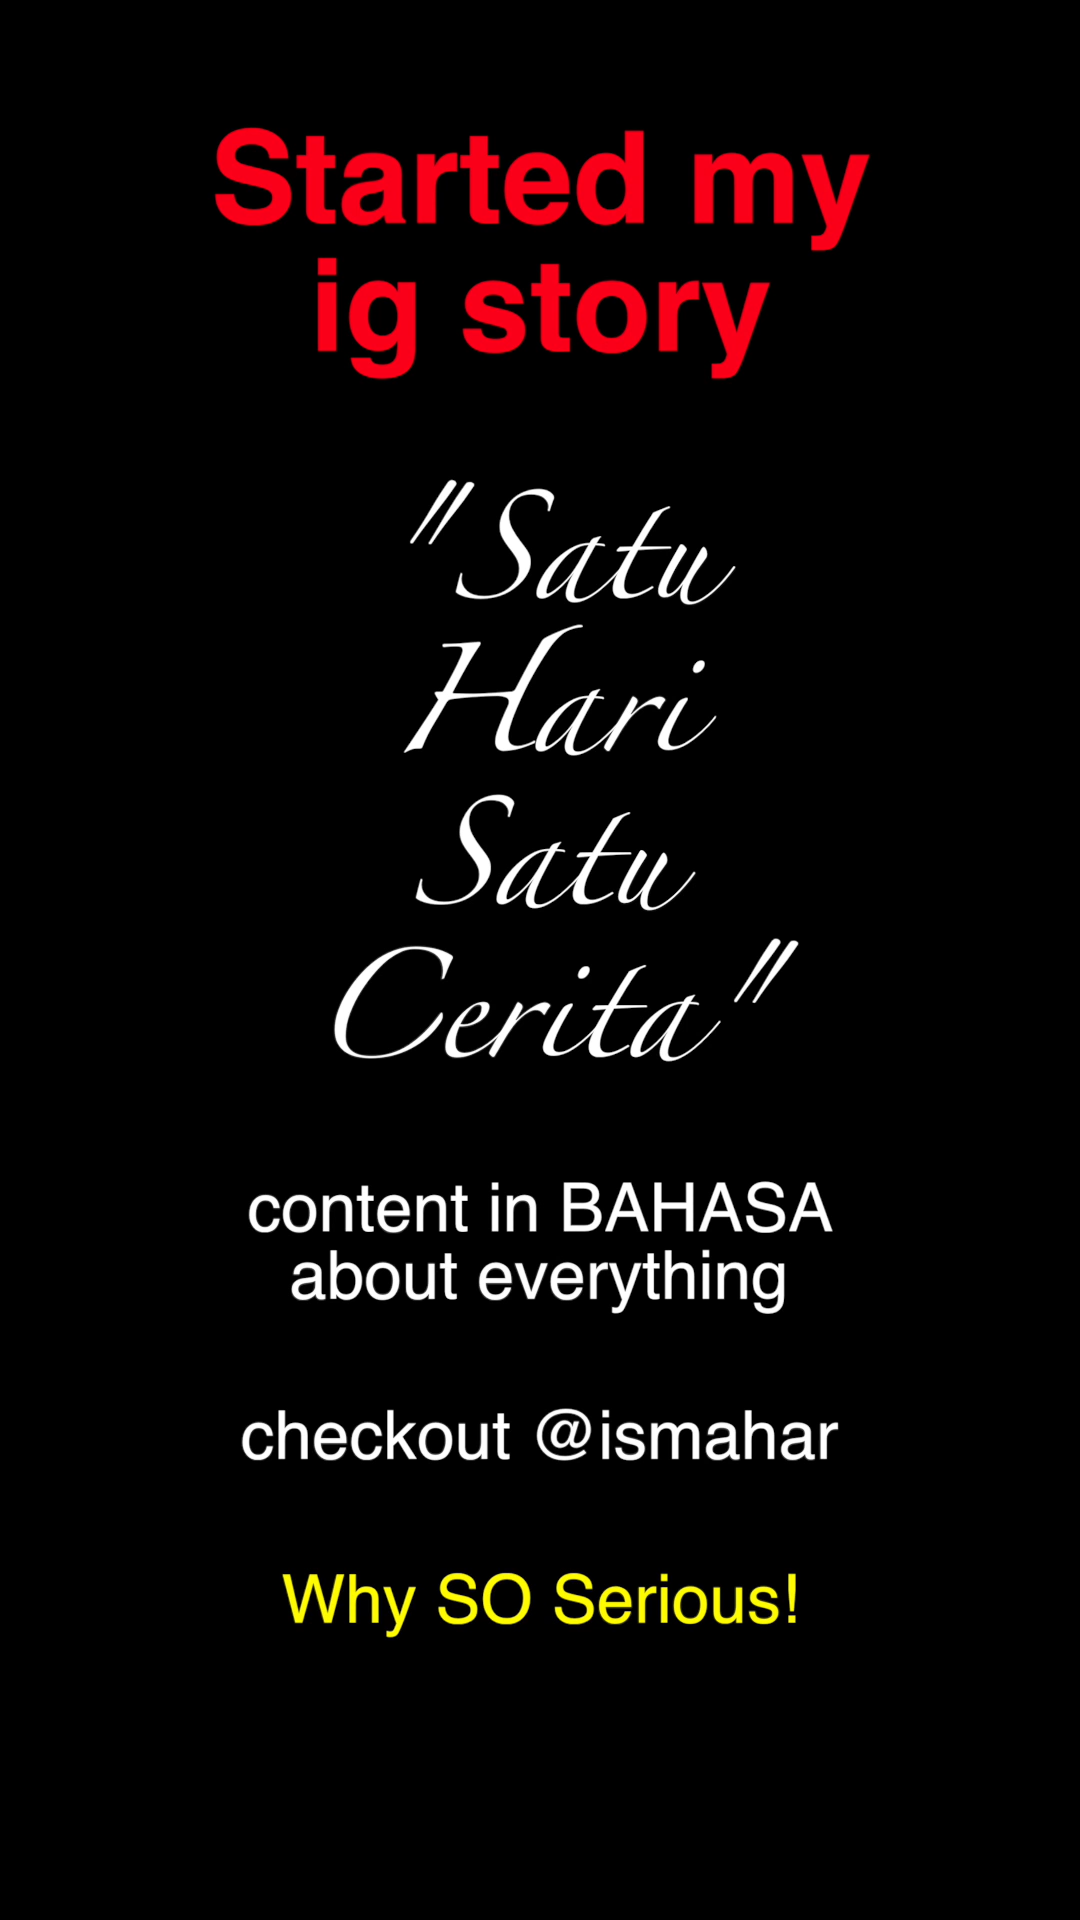 Started my
ig story
"Satu
Hari
Satu
Cerita"
content in BAHASA
about everything
checkout @ismahar
Why SO Serious!